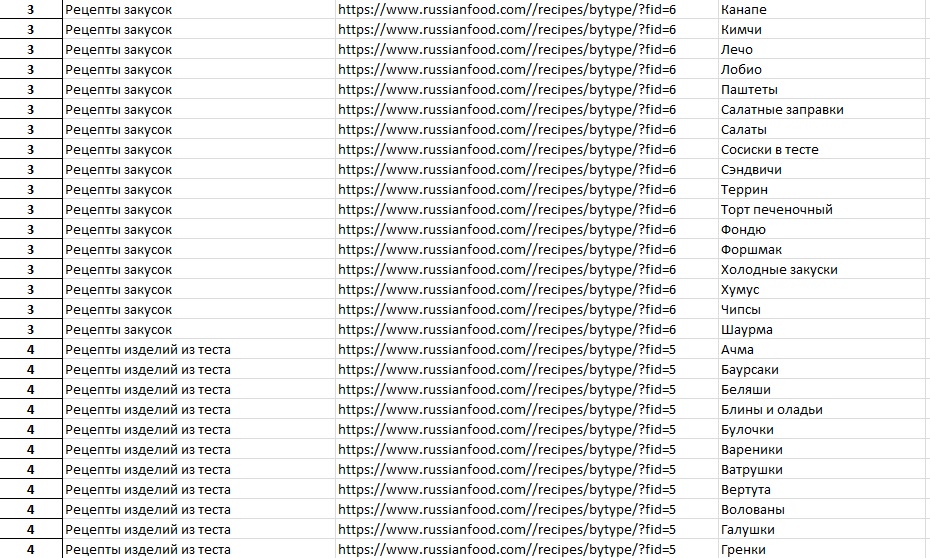 3 Рецепты закусок https://www.russianfood.com//recipes/bytype/?fid=6 Канапе
3 Рецепты закусок https://www.russianfood.com//recipes/bytype/?fid=6 Кимчи
3 Рецепты закусок https://www.russianfood.com//recipes/bytype/?fid=6 Лечо
3 Рецепты закусок https://www.russianfood.com//recipes/bytype/?fid=6 Лобио
3 Рецепты закусок https://www.russianfood.com//recipes/bytype/?fid=6 Паштеты
3 Рецепты закусок https://www.russianfood.com//recipes/bytype/?fid=6 Салатные заправки
3 Рецепты закусок https://www.russianfood.com//recipes/bytype/?fid=6 Салаты
3 Рецепты закусок https://www.russianfood.com//recipes/bytype/?fid=6 Сосиски в тесте
3 Рецепты закусок https://www.russianfood.com//recipes/bytype/?fid=6 Сэндвичи
3 Рецепты закусок https://www.russianfood.com//recipes/bytype/?fid=6 Террин
3 Рецепты закусок https://www.russianfood.com//recipes/bytype/?fid=6 Торт печеночный
3 Рецепты закусок https://www.russianfood.com//recipes/bytype/?fid=6 Фондю
3 Рецепты закусок https://www.russianfood.com//recipes/bytype/?fid=6 Форшмак
3 Рецепты закусок https://www.russianfood.com//recipes/bytype/?fid=6 Холодные закуски
3 Рецепты закусок https://www.russianfood.com//recipes/bytype/?fid=6 Хумус
3 Рецепты закусок https://www.russianfood.com//recipes/bytype/?fid=6 Чипсы
3 Рецепты закусок https://www.russianfood.com//recipes/bytype/?fid=6 Шаурма
4 Рецепты изделий из теста https://www.russianfood.com//recipes/bytype/?fid=5 Ачма
4 Рецепты изделий из теста https://www.russianfood.com//recipes/bytype/?fid=5 Баурсаки
4 Рецепты изделий из теста https://www.russianfood.com//recipes/bytype/?fid=5 Беляши
4 Рецепты изделий из теста https://www.russianfood.com//recipes/bytype/?fid=5 Блины и оладьи
4 Рецепты изделий из теста https://www.russianfood.com//recipes/bytype/?fid=5 Булочки
4 Рецепты изделий из теста https://www.russianfood.com//recipes/bytype/?fid=5 Вареники
4 Рецепты изделий из теста https://www.russianfood.com//recipes/bytype/?fid=5 Ватрушки
4 Рецепты изделий из теста https://www.russianfood.com//recipes/bytype/?fid=5 Вертута
4 Рецепты изделий из теста https://www.russianfood.com//recipes/bytype/?fid=5 Волованы
4 Рецепты изделий из теста https://www.russianfood.com//recipes/bytype/?fid=5 Галушки
4 Рецепты изделий из теста https://www.russianfood.com//recipes/bytype/?fid=5 Гренки